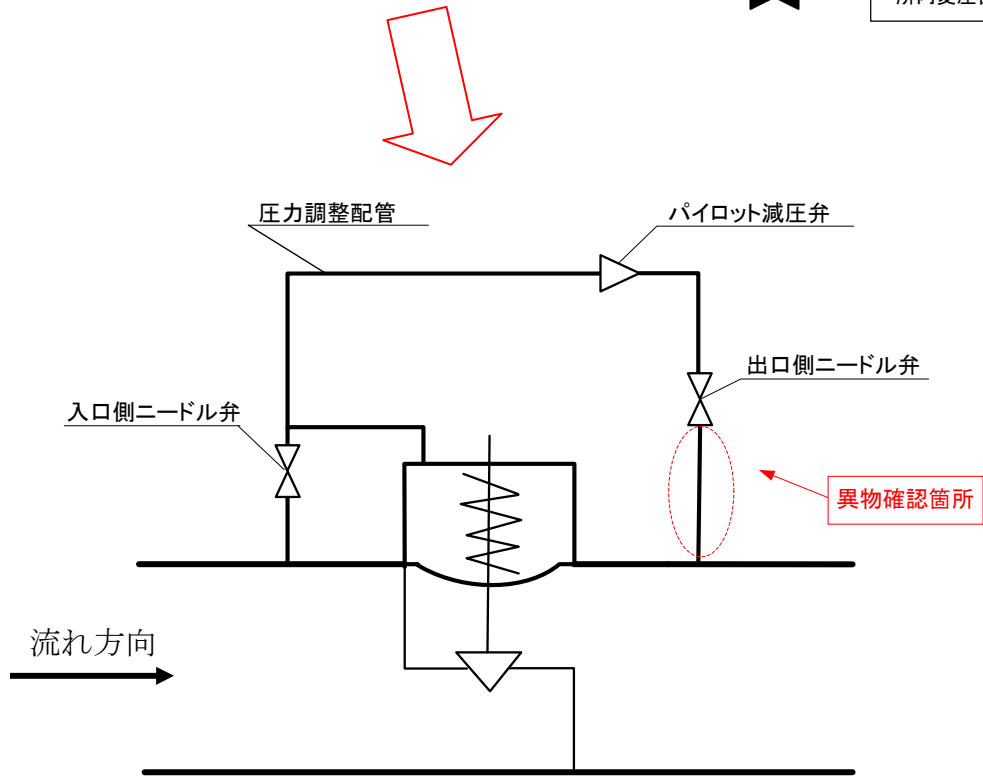 圧力調整配管
パイロット減圧弁
出口側ニードル弁
入口側ニードル弁
異物確認箇所
流れ方向